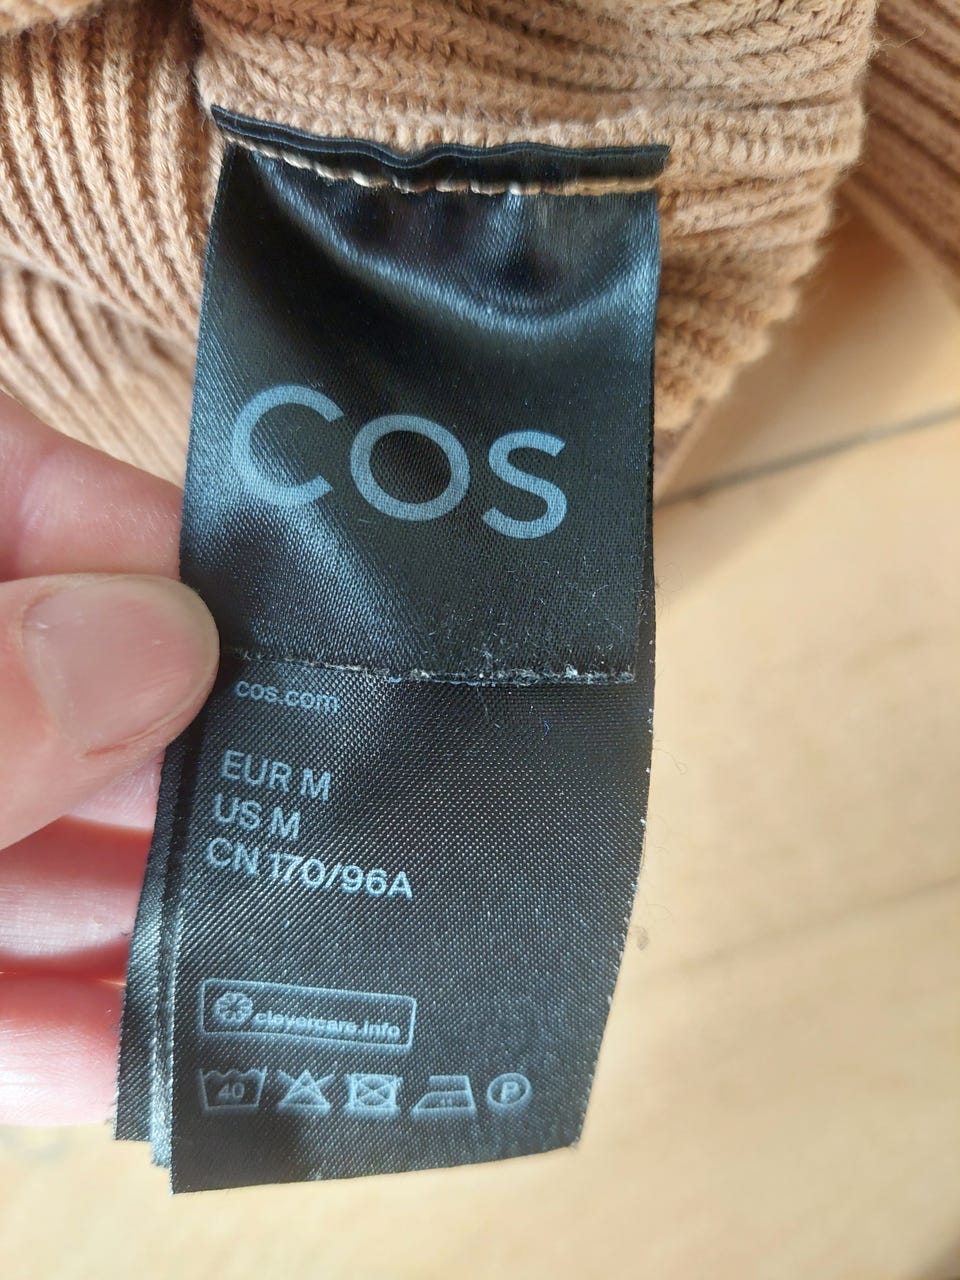 COS
cos.com
EUR M
US M
CN 170/96A
clevercare.info
40
P